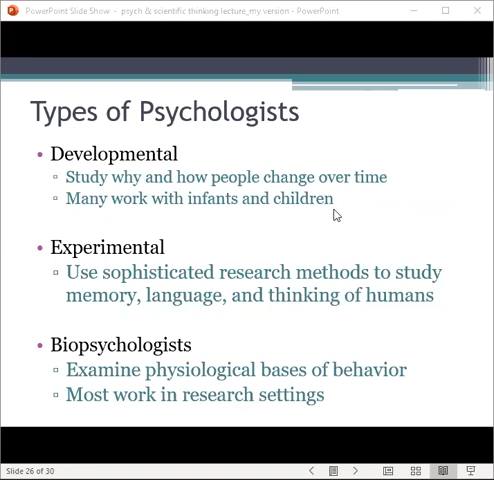 PowerPoint Slide Show - psych & scientific thinking lecture_my version - PowerPoint
Types of Psychologists
• Developmental
▫ Study why and how people change over time
▫ Many work with infants and children
• Experimental
▫ Use sophisticated research methods to study
memory, language, and thinking of humans
• Biopsychologists
▫ Examine physiological bases of behavior
▫ Most work in research settings
Slide 26 of 30